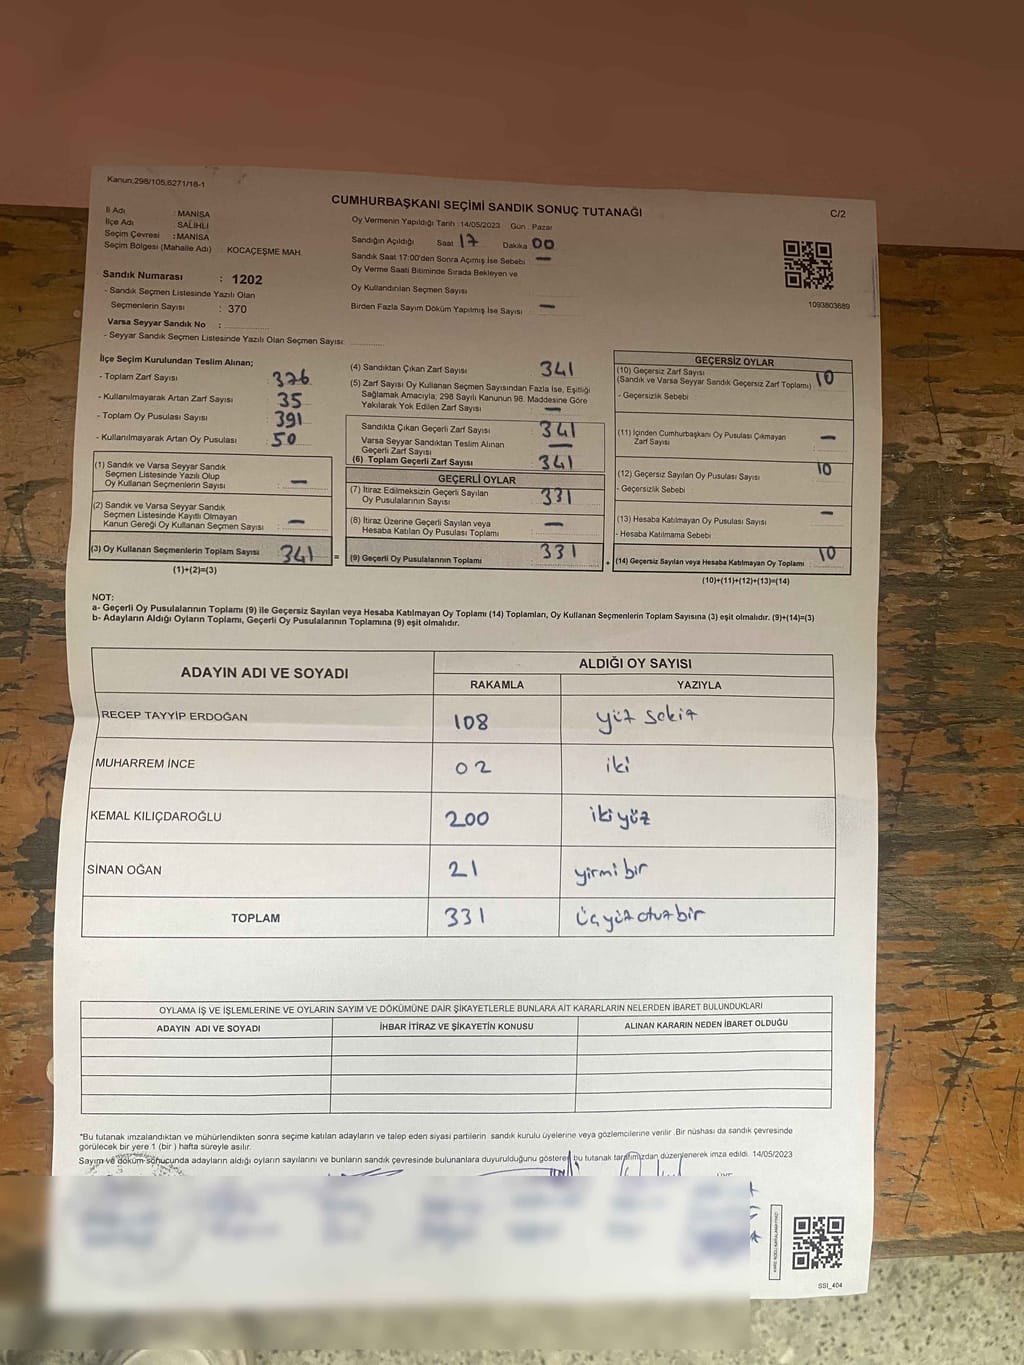 Kanun:298/105,6271/18-1
CUMHURBAŞKANI SEÇİMİ SANDIK SONUÇ TUTANAĞI
C/2
İl Adı : MANİSA
İlçe Adı : SALİHLİ
Seçim Çevresi : MANİSA
Seçim Bölgesi (Mahalle Adı) : KOCAÇEŞME MAH.
Oy Vermenin Yapıldığı Tarih :14/05/2023 Gün : Pazar
Sandığın Açıldığı Saat 17 Dakika 00
Sandık Saat 17:00'den Sonra Açımış İse Sebebi : —
Oy Verme Saati Bitiminde Sırada Bekleyen ve
Oy Kullandırılan Seçmen Sayısı
Birden Fazla Sayım Döküm Yapılmış İse Sayısı : —
1093803689
Sandık Numarası : 1202
- Sandık Seçmen Listesinde Yazılı Olan
Seçmenlerin Sayısı : 370
Varsa Seyyar Sandık No :
- Seyyar Sandık Seçmen Listesinde Yazılı Olan Seçmen Sayısı:
İlçe Seçim Kurulundan Teslim Alınan;
- Toplam Zarf Sayısı : 376
- Kullanılmayarak Artan Zarf Sayısı : 35
- Toplam Oy Pusulası Sayısı : 391
- Kullanılmayarak Artan Oy Pusulası : 50
(1) Sandık ve Varsa Seyyar Sandık
Seçmen Listesinde Yazılı Olup
Oy Kullanan Seçmenlerin Sayısı : —
(2) Sandık ve Varsa Seyyar Sandık
Seçmen Listesinde Kayıtlı Olmayan
Kanun Gereği Oy Kullanan Seçmen Sayısı : —
(3) Oy Kullanan Seçmenlerin Toplam Sayısı : 341
(1)+(2)=(3)
=
(4) Sandıktan Çıkan Zarf Sayısı : 341
(5) Zarf Sayısı Oy Kullanan Seçmen Sayısından Fazla İse, Eşitliği
Sağlamak Amacıyla; 298 Sayılı Kanunun 98. Maddesine Göre
Yakılarak Yok Edilen Zarf Sayısı : —
Sandıkta Çıkan Geçerli Zarf Sayısı : 341
Varsa Seyyar Sandıktan Teslim Alınan
Geçerli Zarf Sayısı : —
(6) Toplam Geçerli Zarf Sayısı : 341
GEÇERLİ OYLAR
(7) İtiraz Edilmeksizin Geçerli Sayılan
Oy Pusulalarının Sayısı : 331
(8) İtiraz Üzerine Geçerli Sayılan veya
Hesaba Katılan Oy Pusulası Toplamı : —
(9) Geçerli Oy Pusulalarının Toplamı : 331
+
GEÇERSİZ OYLAR
(10) Geçersiz Zarf Sayısı
(Sandık ve Varsa Seyyar Sandık Geçersiz Zarf Toplamı) : 10
- Geçersizlik Sebebi
(11) İçinden Cumhurbaşkanı Oy Pusulası Çıkmayan
Zarf Sayısı : —
(12) Geçersiz Sayılan Oy Pusulası Sayısı : 10
- Geçersizlik Sebebi
(13) Hesaba Katılmayan Oy Pusulası Sayısı : —
- Hesaba Katılmama Sebebi
(14) Geçersiz Sayılan veya Hesaba Katılmayan Oy Toplamı : 10
(10)+(11)+(12)+(13)=(14)
NOT:
a- Geçerli Oy Pusulalarının Toplamı (9) ile Geçersiz Sayılan veya Hesaba Katılmayan Oy Toplamı (14) Toplamları, Oy Kullanan Seçmenlerin Toplam Sayısına (3) eşit olmalıdır. (9)+(14)=(3)
b- Adayların Aldığı Oyların Toplamı, Geçerli Oy Pusulalarının Toplamına (9) eşit olmalıdır.
ADAYIN ADI VE SOYADI
ALDIĞI OY SAYISI
RAKAMLA YAZIYLA
RECEP TAYYİP ERDOĞAN 108 yüz sekiz
MUHARREM İNCE 02 iki
KEMAL KILIÇDAROĞLU 200 ikiyüz
SİNAN OĞAN 21 yirmi bir
TOPLAM 331 üçyüzotuzbir
OYLAMA İŞ VE İŞLEMLERİNE VE OYLARIN SAYIM VE DÖKÜMÜNE DAİR ŞİKAYETLERLE BUNLARA AİT KARARLARIN NELERDEN İBARET BULUNDUKLARI
ADAYIN ADI VE SOYADI İHBAR İTİRAZ VE ŞİKAYETİN KONUSU ALINAN KARARIN NEDEN İBARET OLDUĞU
*Bu tutanak imzalandıktan ve mühürlendikten sonra seçime katılan adayların ve talep eden siyasi partilerin sandık kurulu üyelerine veya gözlemcilerine verilir .Bir nüshası da sandık çevresinde
görülecek bir yere 1 (bir ) hafta süreyle asılır.
Sayım ve döküm sonucunda adayların aldığı oyların sayılarını ve bunların sandık çevresinde bulunanlara duyurulduğunu gösteren bu tutanak tarafımızdan düzenlenerek imza edildi. 14/05/2023
SSI_404